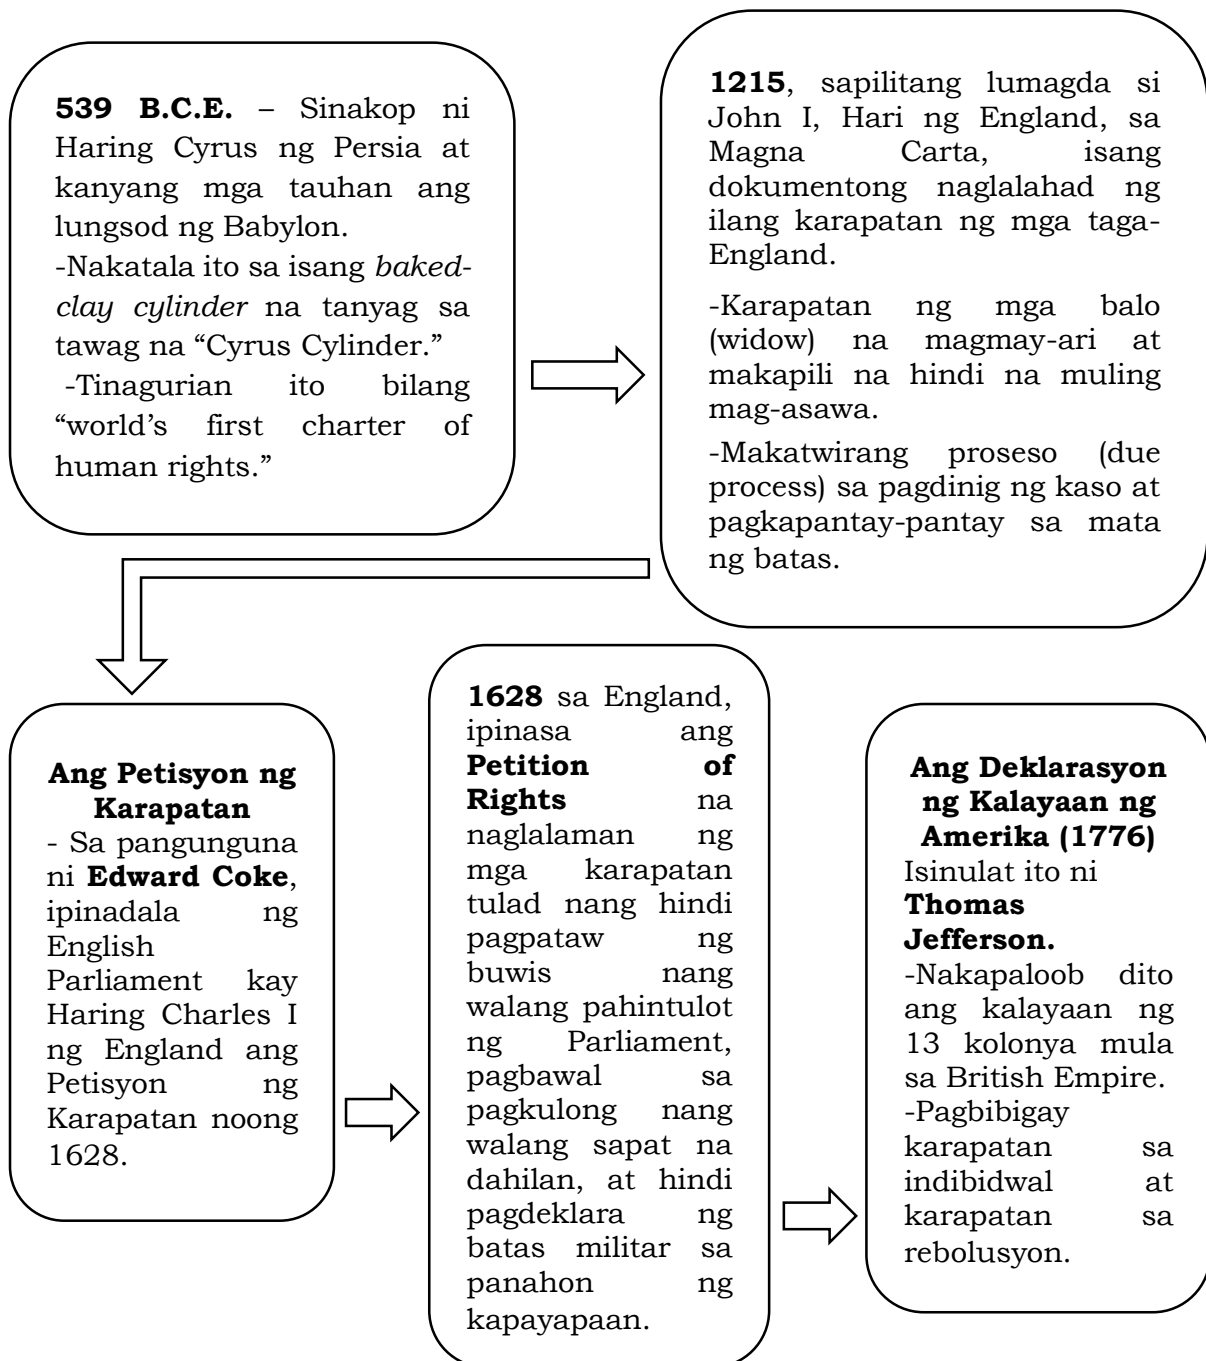 539 B.C.E. – Sinakop ni
Haring Cyrus ng Persia at
kanyang mga tauhan ang
lungsod ng Babylon.
-Nakatala ito sa isang baked-
clay cylinder na tanyag sa
tawag na “Cyrus Cylinder.”
-Tinagurian ito bilang
“world’s first charter of
human rights.”
1215, sapilitang lumagda si
John I, Hari ng England, sa
Magna Carta, isang
dokumentong naglalahad ng
ilang karapatan ng mga taga-
England.
-Karapatan ng mga balo
(widow) na magmay-ari at
makapili na hindi na muling
mag-asawa.
-Makatwirang proseso (due
process) sa pagdinig ng kaso at
pagkapantay-pantay sa mata
ng batas.
Ang Petisyon ng
Karapatan
- Sa pangunguna
ni Edward Coke,
ipinadala ng
English
Parliament kay
Haring Charles I
ng England ang
Petisyon ng
Karapatan noong
1628.
1628 sa England,
ipinasa ang
Petition of
Rights na
naglalaman ng
mga karapatan
tulad nang hindi
pagpataw ng
buwis nang
walang pahintulot
ng Parliament,
pagbawal sa
pagkulong nang
walang sapat na
dahilan, at hindi
pagdeklara ng
batas militar sa
panahon ng
kapayapaan.
Ang Deklarasyon
ng Kalayaan ng
Amerika (1776)
Isinulat ito ni
Thomas
Jefferson.
-Nakapaloob dito
ang kalayaan ng
13 kolonya mula
sa British Empire.
-Pagbibigay
karapatan sa
indibidwal at
karapatan sa
rebolusyon.